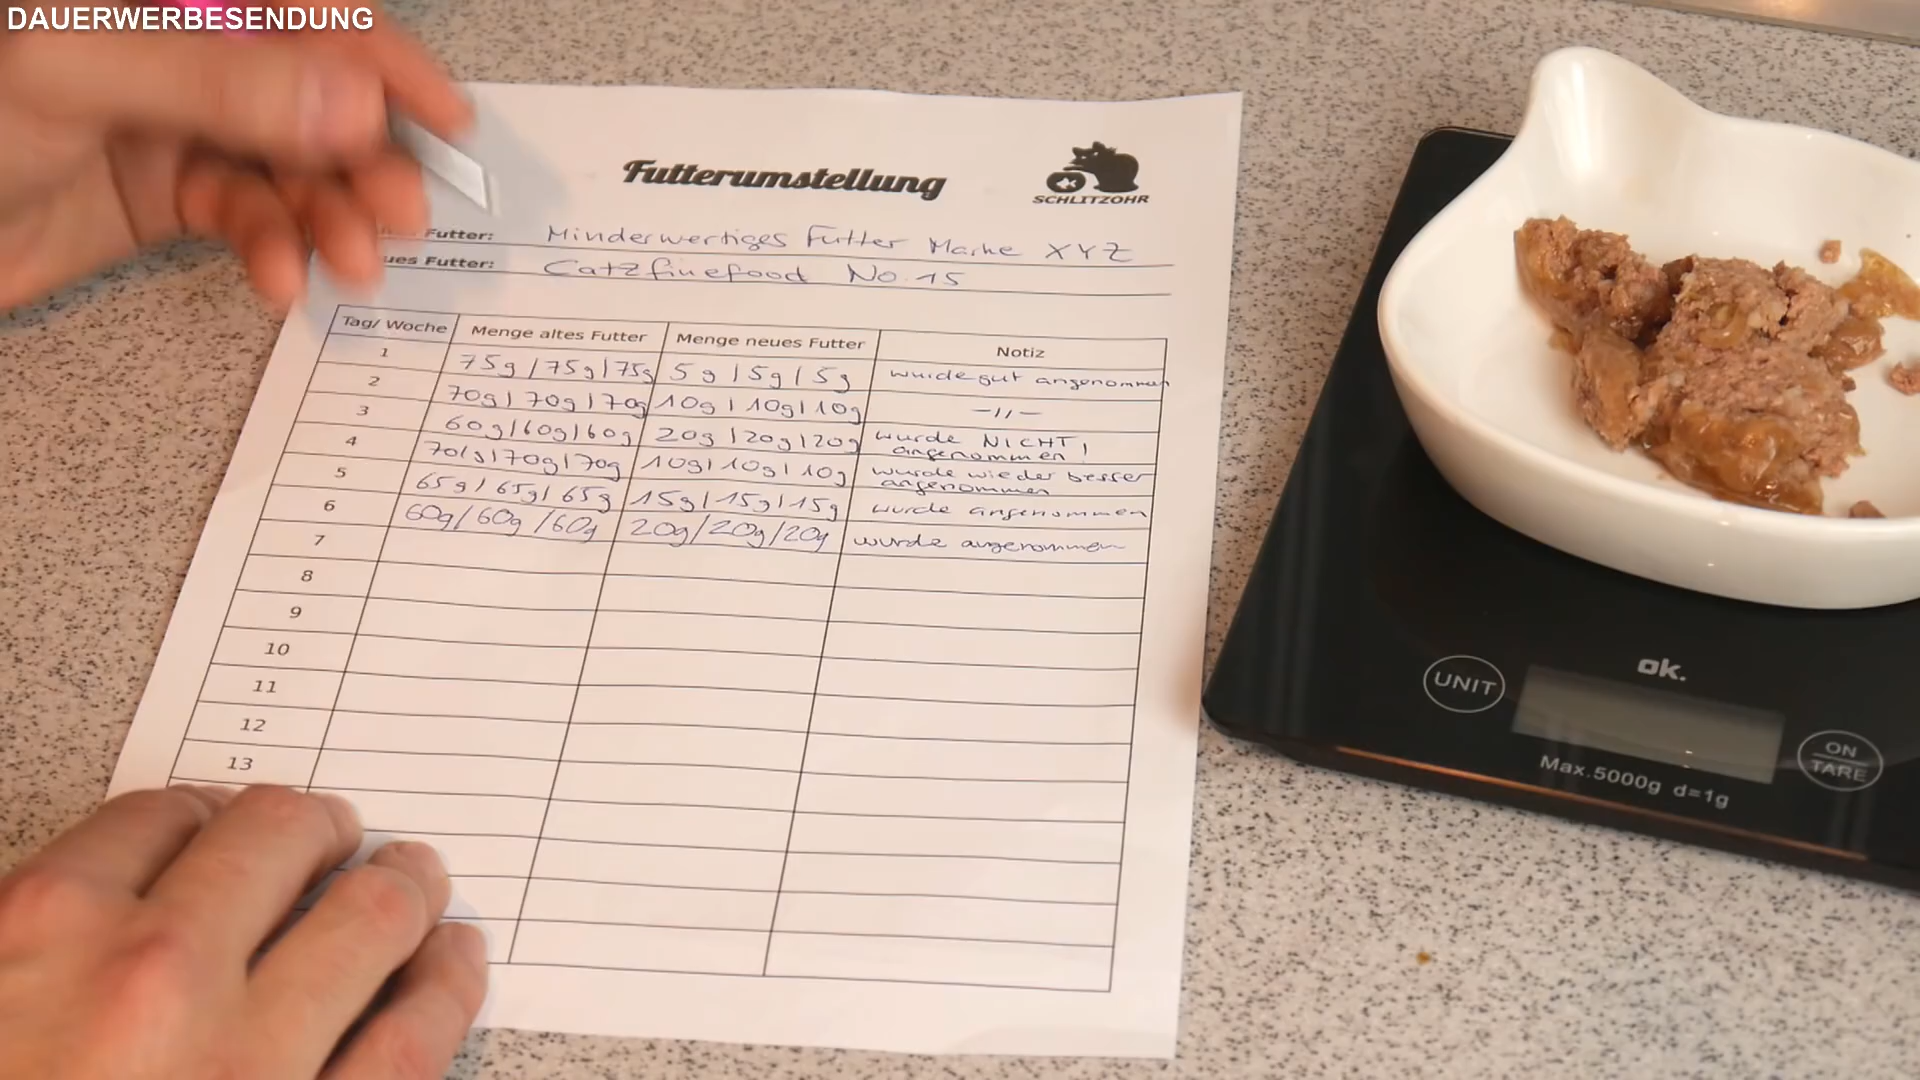 DAUERWERBESENDUNG
Futterumstellung
SCHLITZOHR
Futter: Minderwertiges Futter Marke XYZ
ues Futter: Catzfinefood No.15
Tag/ Woche Menge altes Futter Menge neues Futter Notiz
1 75g/75g/75g 5g/5g/5g wurde gut angenommen
2 70g/70g/70g 10g/10g/10g -//-
3 60g/60g/60g 20g/20g/20g wurde NICHT! angenommen!
4 70g/70g/70g 10g/10g/10g wurde wieder besser angenommen
5 65g/65g/65g 15g/15g/15g wurde angenommen
6 60g/60g/60g 20g/20g/20g wurde angenommen
7
8
9
10
11
12
13
ok.
UNIT
ON
TARE
Max.5000g d=1g